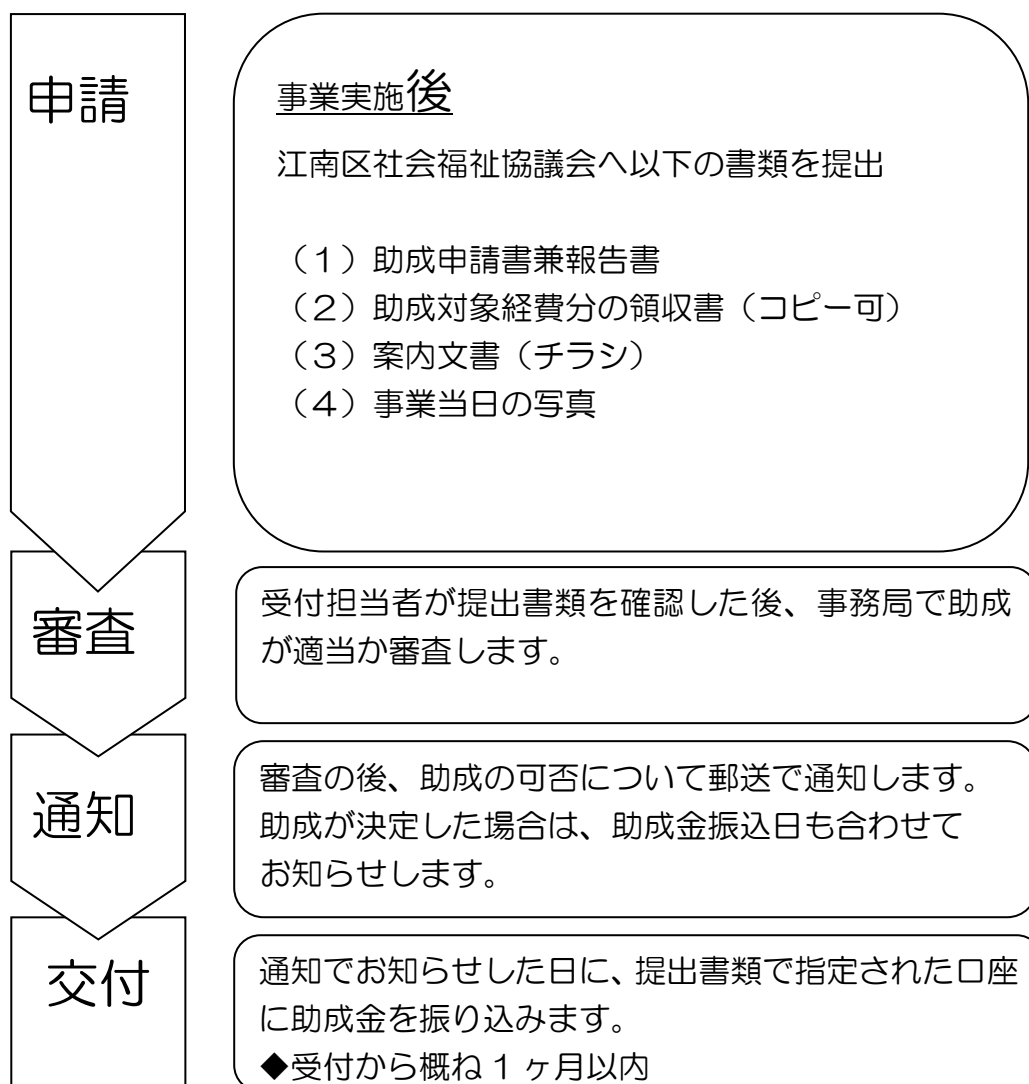 申請
事業実施後
江南区社会福祉協議会へ以下の書類を提出
（１）助成申請書兼報告書
（２）助成対象経費分の領収書（コピー可）
（３）案内文書（チラシ）
（４）事業当日の写真
審査
受付担当者が提出書類を確認した後、事務局で助成
が適当か審査します。
通知
審査の後、助成の可否について郵送で通知します。
助成が決定した場合は、助成金振込日も合わせて
お知らせします。
交付
通知でお知らせした日に、提出書類で指定された口座
に助成金を振り込みます。
◆受付から概ね 1 ヶ月以内